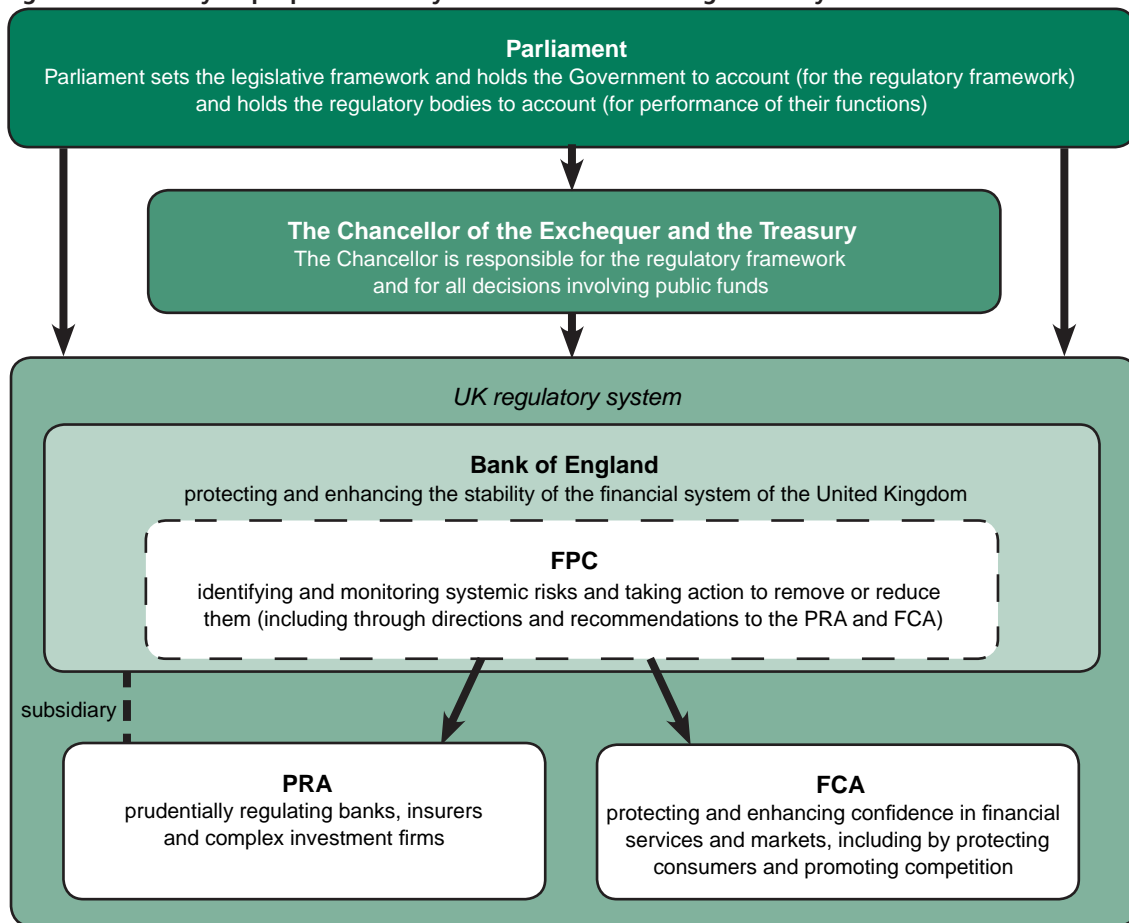 Parliament
Parliament sets the legislative framework and holds the Government to account (for the regulatory framework)
and holds the regulatory bodies to account (for performance of their functions)
The Chancellor of the Exchequer and the Treasury
The Chancellor is responsible for the regulatory framework
and for all decisions involving public funds
UK regulatory system
Bank of England
protecting and enhancing the stability of the financial system of the United Kingdom
FPC
identifying and monitoring systemic risks and taking action to remove or reduce
them (including through directions and recommendations to the PRA and FCA)
subsidiary
PRA
prudentially regulating banks, insurers
and complex investment firms
FCA
protecting and enhancing confidence in financial
services and markets, including by protecting
consumers and promoting competition